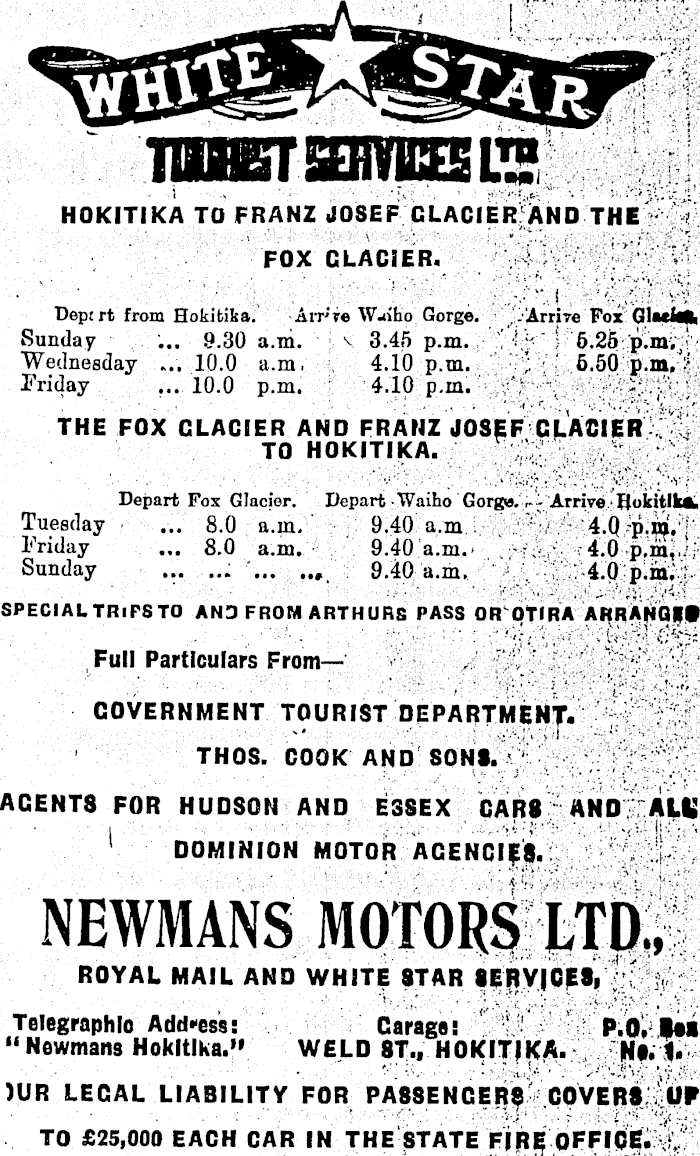 WHITE STAR
TOURIST SERVICES LTD
HOKITIKA TO FRANZ JOSEF GLACIER AND THE
FOX GLACIER.
Depart from Hokitika. Arrive Waiho Gorge. Arrive Fox Glacier.
Sunday ... 9.30 a.m. 3.45 p.m. 5.25 p.m.
Wednesday ... 10.0 a.m. 4.10 p.m. 5.50 p.m.
Friday ... 10.0 p.m. 4.10 p.m.
THE FOX GLACIER AND FRANZ JOSEF GLACIER
TO HOKITIKA.
Depart Fox Glacier. Depart Waiho Gorge. Arrive Hokitika.
Tuesday ... 8.0 a.m. 9.40 a.m 4.0 p.m.
Friday ... 8.0 a.m. 9.40 a.m. 4.0 p.m.
Sunday ... ... ... ... 9.40 a.m. 4.0 p.m.
SPECIAL TRIPS TO AND FROM ARTHURS PASS OR OTIRA ARRANGED
Full Particulars From—
GOVERNMENT TOURIST DEPARTMENT.
THOS. COOK AND SONS.
AGENTS FOR HUDSON AND ESSEX CARS AND ALL
DOMINION MOTOR AGENCIES.
NEWMANS MOTORS LTD.,
ROYAL MAIL AND WHITE STAR SERVICES,
Telegraphic Address: Garage: P.O. Box
"Newmans Hokitika." WELD ST., HOKITIKA. No. 1.
OUR LEGAL LIABILITY FOR PASSENGERS COVERS UP
TO £25,000 EACH CAR IN THE STATE FIRE OFFICE.